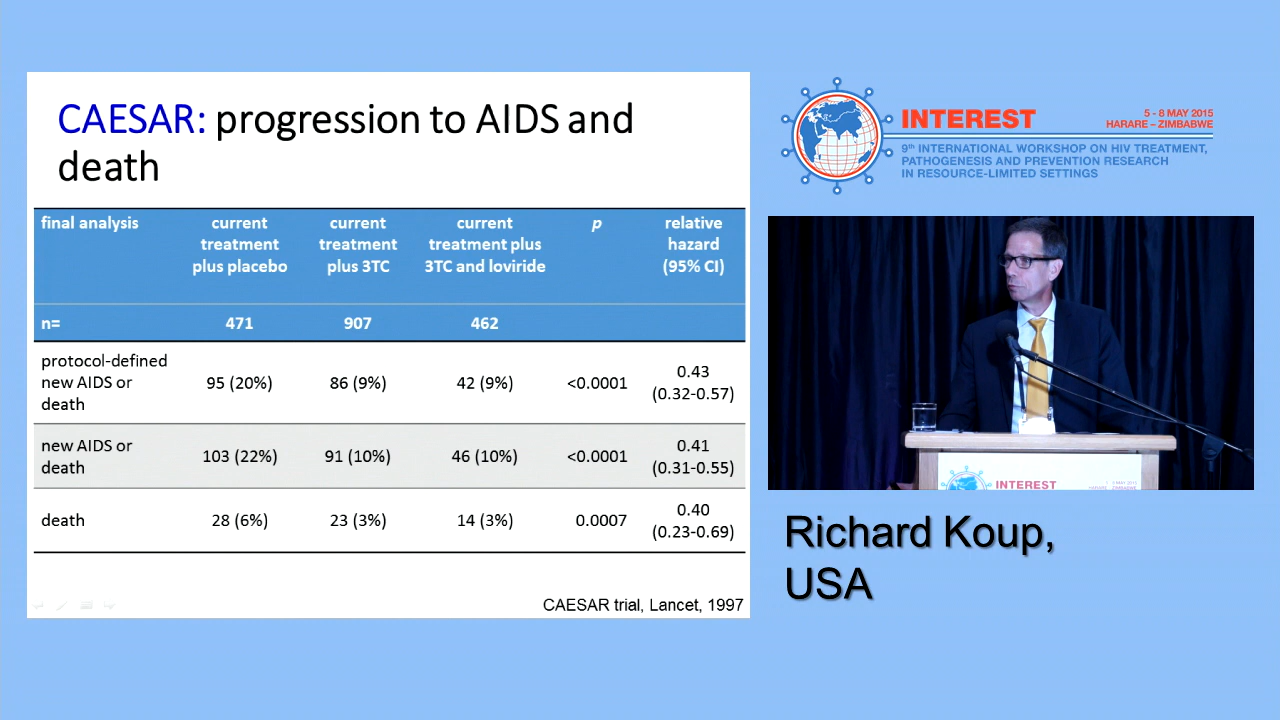 CAESAR: progression to AIDS and
death
final analysis
current
treatment
plus placebo
current
treatment
plus 3TC
current
treatment plus
3TC and loviride
p
relative
hazard
(95% CI)
n=
471
907
462
protocol-defined
new AIDS or
death
95 (20%)
86 (9%)
42 (9%)
<0.0001
0.43
(0.32-0.57)
new AIDS or
death
103 (22%)
91 (10%)
46 (10%)
<0.0001
0.41
(0.31-0.55)
death
28 (6%)
23 (3%)
14 (3%)
0.0007
0.40
(0.23-0.69)
CAESAR trial, Lancet, 1997
INTEREST
5 - 8 MAY 2015
HARARE – ZIMBABWE
9th INTERNATIONAL WORKSHOP ON HIV TREATMENT,
PATHOGENESIS AND PREVENTION RESEARCH
IN RESOURCE-LIMITED SETTINGS
INTEREST
Richard Koup,
USA